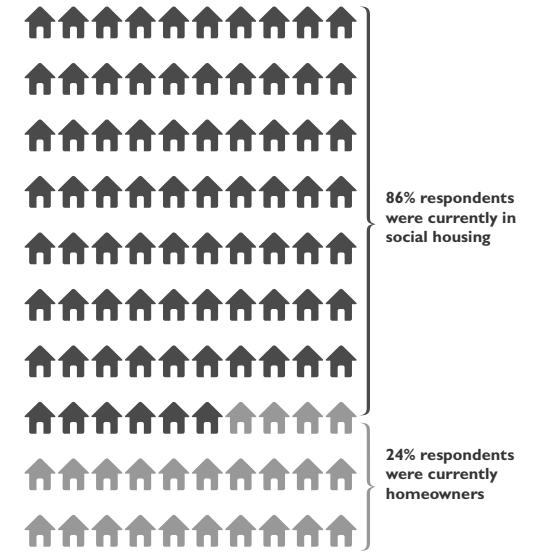 86% respondents
were currently in
social housing
24% respondents
were currently
homeowners